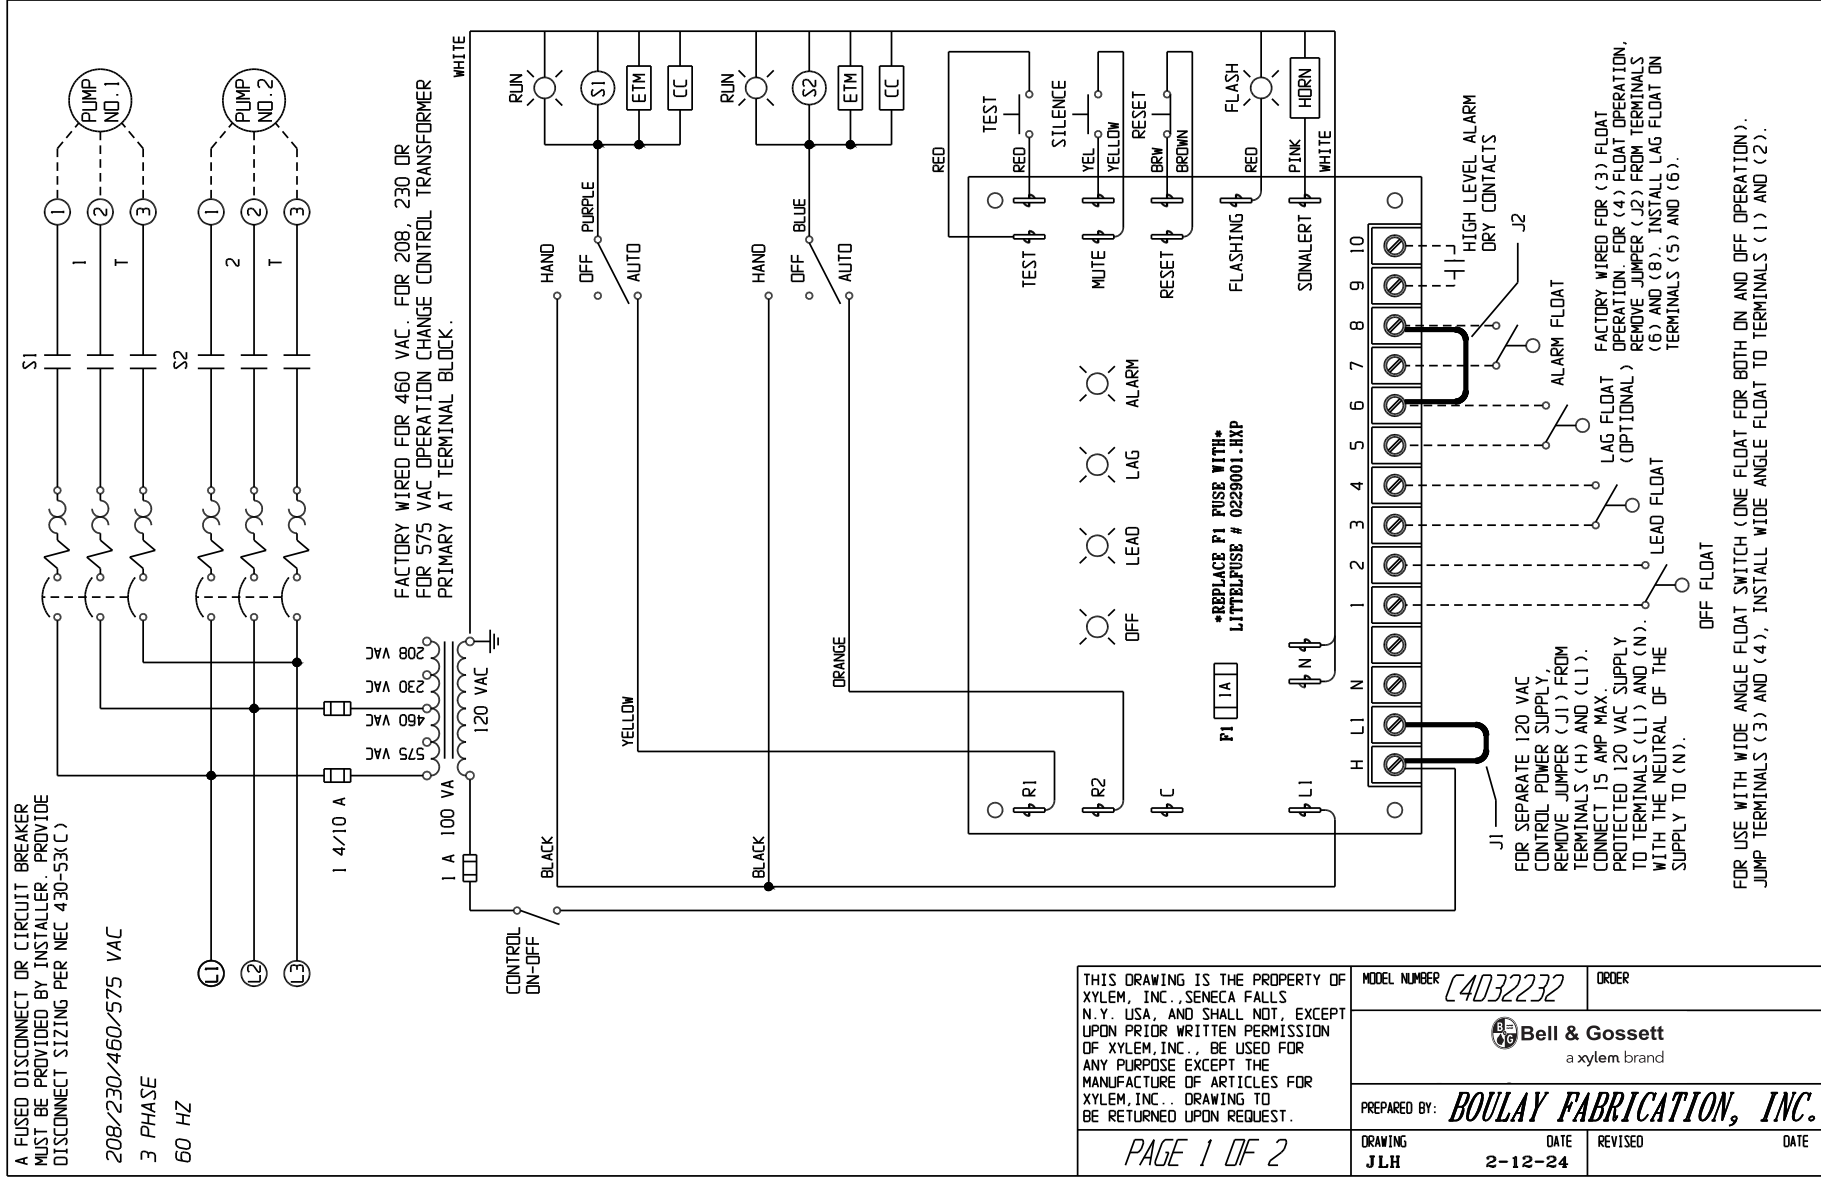 A FUSED DISCONNECT OR CIRCUIT BREAKER
MUST BE PROVIDED BY INSTALLER. PROVIDE
DISCONNECT SIZING PER NEC 430-53(C)
208/230/460/575 VAC
3 PHASE
60 HZ
L1
L2
L3
PUMP
NO.1
PUMP
NO.2
1
2
3
1
2
3
1
T
2
T
S1
S2
FACTORY WIRED FOR 460 VAC. FOR 208, 230 OR
FOR 575 VAC OPERATION CHANGE CONTROL TRANSFORMER
PRIMARY AT TERMINAL BLOCK.
208
VAC
230
VAC
460
VAC
575
VAC
120 VAC
1 4/10 A
1 A
100 VA
CONTROL
ON-OFF
WHITE
RUN
S1
ETM
CC
RUN
S2
ETM
CC
PURPLE
HAND
OFF
AUTO
BLUE
HAND
OFF
AUTO
YELLOW
ORANGE
BLACK
BLACK
RED
TEST
RED
SILENCE
YEL
YELLOW
RESET
BRW
BROWN
FLASH
RED
HORN
PINK
WHITE
TEST
MUTE
RESET
FLASHING
SONALERT
ALARM
LAG
LEAD
OFF
*REPLACE F1 FUSE WITH*
LITTELFUSE # 0229001.HXP
F1
1A
N
R1
R2
C
L1
10
9
8
7
6
5
4
3
2
1
N
L1
H
HIGH LEVEL ALARM
DRY CONTACTS
J2
ALARM FLOAT
LAG FLOAT
(OPTIONAL)
LEAD FLOAT
OFF FLOAT
J1
FACTORY WIRED FOR (3) FLOAT
OPERATION. FOR (4) FLOAT OPERATION,
REMOVE JUMPER (J2) FROM TERMINALS
(6) AND (8). INSTALL LAG FLOAT ON
TERMINALS (5) AND (6).
FOR SEPARATE 120 VAC
CONTROL POWER SUPPLY,
REMOVE JUMPER (J1) FROM
TERMINALS (H) AND (L1).
CONNECT 15 AMP MAX.
PROTECTED 120 VAC SUPPLY
TO TERMINALS (L1) AND (N).
WITH THE NEUTRAL OF THE
SUPPLY TO (N).
FOR USE WITH WIDE ANGLE FLOAT SWITCH (ONE FLOAT FOR BOTH ON AND OFF OPERATION).
JUMP TERMINALS (3) AND (4), INSTALL WIDE ANGLE FLOAT TO TERMINALS (1) AND (2).
THIS DRAWING IS THE PROPERTY OF
XYLEM, INC.,SENECA FALLS
N.Y. USA, AND SHALL NOT, EXCEPT
UPON PRIOR WRITTEN PERMISSION
OF XYLEM,INC., BE USED FOR
ANY PURPOSE EXCEPT THE
MANUFACTURE OF ARTICLES FOR
XYLEM,INC.. DRAWING TO
BE RETURNED UPON REQUEST.
PAGE 1 OF 2
MODEL NUMBER C4D32232
ORDER
B G Bell & Gossett
a xylem brand
PREPARED BY: BOULAY FABRICATION, INC.
DRAWING DATE
JLH 2-12-24
REVISED DATE